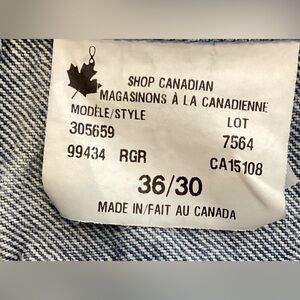 SHOP CANADIAN
MAGASINONS À LA CANADIENNE
MODÈLE/STYLE LOT
305659 7564
99434 RGR CA15108
36/30
MADE IN/FAIT AU CANADA